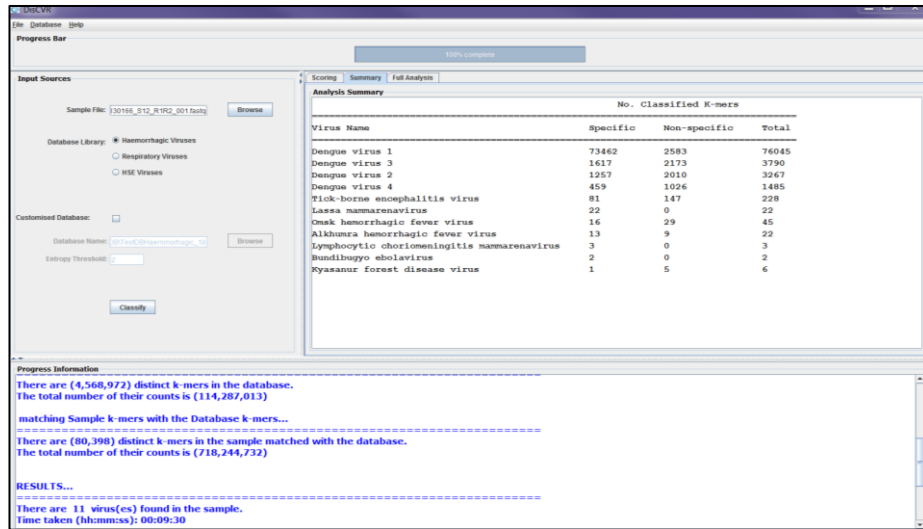 DisCVR
File Database Help
Progress Bar
100% complete
Input Sources
Sample File: I30166_S12_R1R2_001.fastq Browse
Database Library: Haemorrhagic Viruses
Respiratory Viruses
HSE Viruses
Customised Database:
Database Name: Browse
Entropy Threshold: 2
Classify
Scoring Summary Full Analysis
Analysis Summary
No. Classified K-mers
Virus Name Specific Non-specific Total
Dengue virus 1 73462 2583 76045
Dengue virus 3 1617 2173 3790
Dengue virus 2 1257 2010 3267
Dengue virus 4 459 1026 1485
Tick-borne encephalitis virus 81 147 228
Lassa mammarenavirus 22 0 22
Omsk hemorrhagic fever virus 16 29 45
Alkhumra hemorrhagic fever virus 13 9 22
Lymphocytic choriomeningitis mammarenavirus 3 0 3
Bundibugyo ebolavirus 2 0 2
Kyasanur forest disease virus 1 5 6
Progress Information
There are (4,568,972) distinct k-mers in the database.
The total number of their counts is (114,287,013)
matching Sample k-mers with the Database k-mers...
There are (80,398) distinct k-mers in the sample matched with the database.
The total number of their counts is (718,244,732)
RESULTS...
There are 11 virus(es) found in the sample.
Time taken (hh:mm:ss): 00:09:30